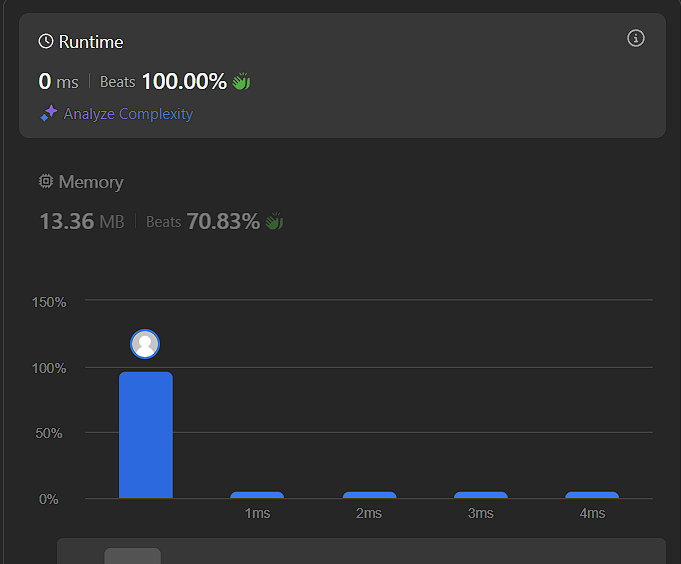 Runtime
0 ms Beats 100.00%
Analyze Complexity
Memory
13.36 MB Beats 70.83%
150%
100%
50%
0%
1ms 2ms 3ms 4ms